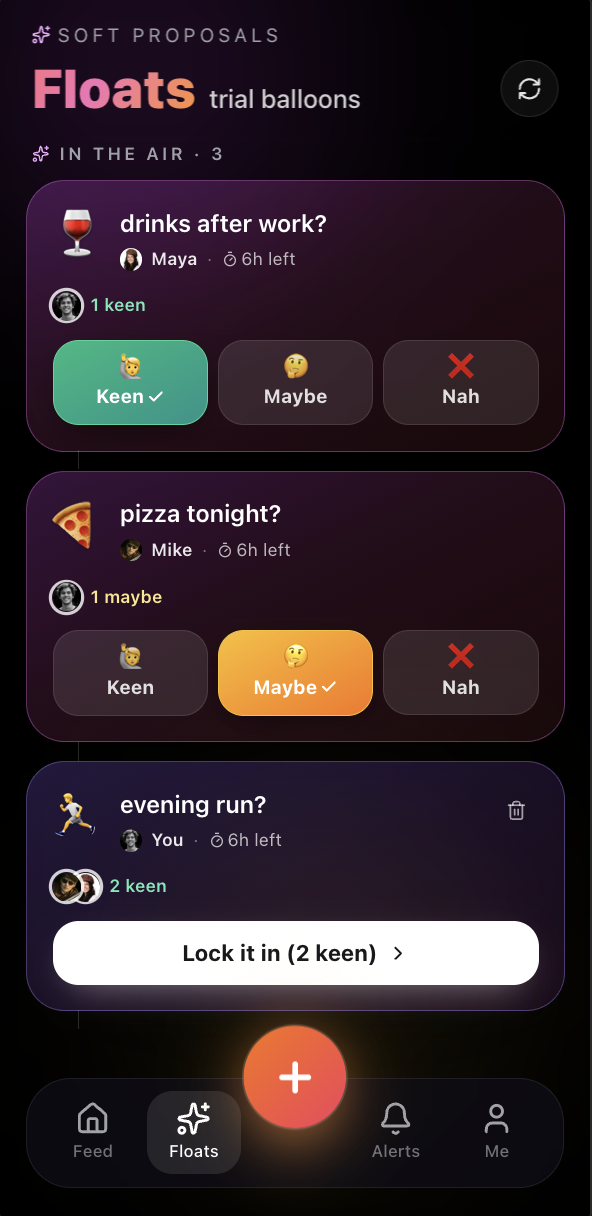 SOFT PROPOSALS
Floats trial balloons
IN THE AIR · 3
drinks after work?
Maya · 6h left
1 keen
Keen Maybe Nah
pizza tonight?
Mike · 6h left
1 maybe
Keen Maybe Nah
evening run?
You · 6h left
2 keen
Lock it in (2 keen)
Feed Floats Alerts Me